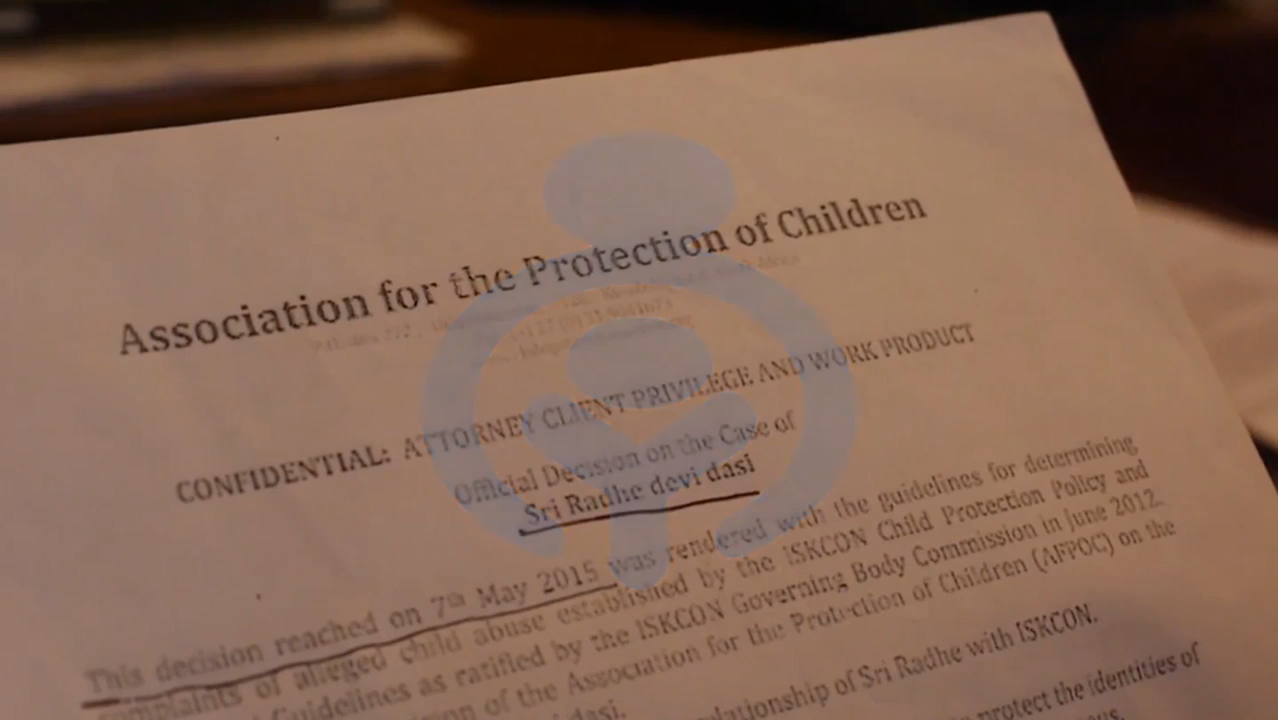 Association for the Protection of Children
CONFIDENTIAL: ATTORNEY CLIENT PRIVILEGE AND WORK PRODUCT
Official Decision on the Case of
Sri Radhe devi dasi
This decision reached on 7th May 2015 was rendered with the guidelines for determining
complaints of alleged child abuse established by the ISKCON Child Protection Policy and
Guidelines as ratified by the ISKCON Governing Body Commission in June 2012.
of the Association for the Protection of Children (AFPOC) on the
dasi.
relationship of Sri Radhe with ISKCON.
protect the identities of